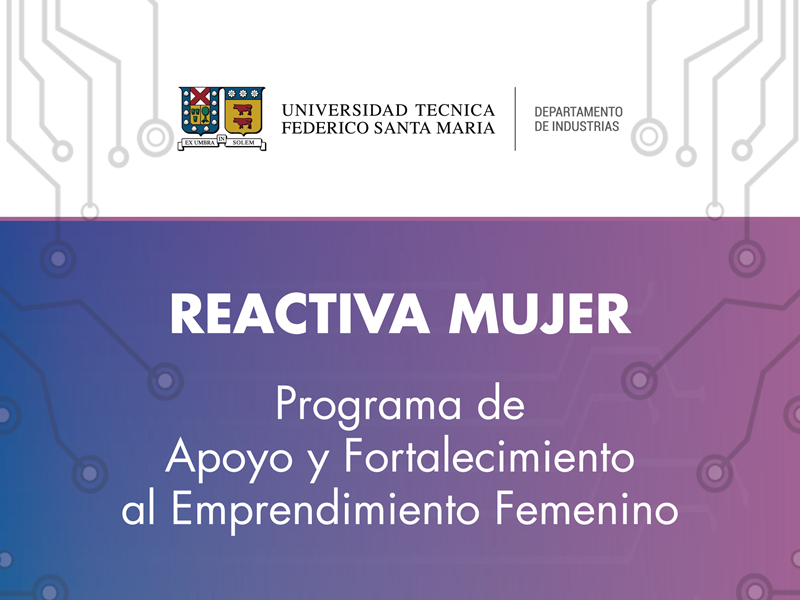 UNIVERSIDAD TECNICA
FEDERICO SANTA MARIA
DEPARTAMENTO
DE INDUSTRIAS
EX UMBRA IN SOLEM
REACTIVA MUJER
Programa de
Apoyo y Fortalecimiento
al Emprendimiento Femenino